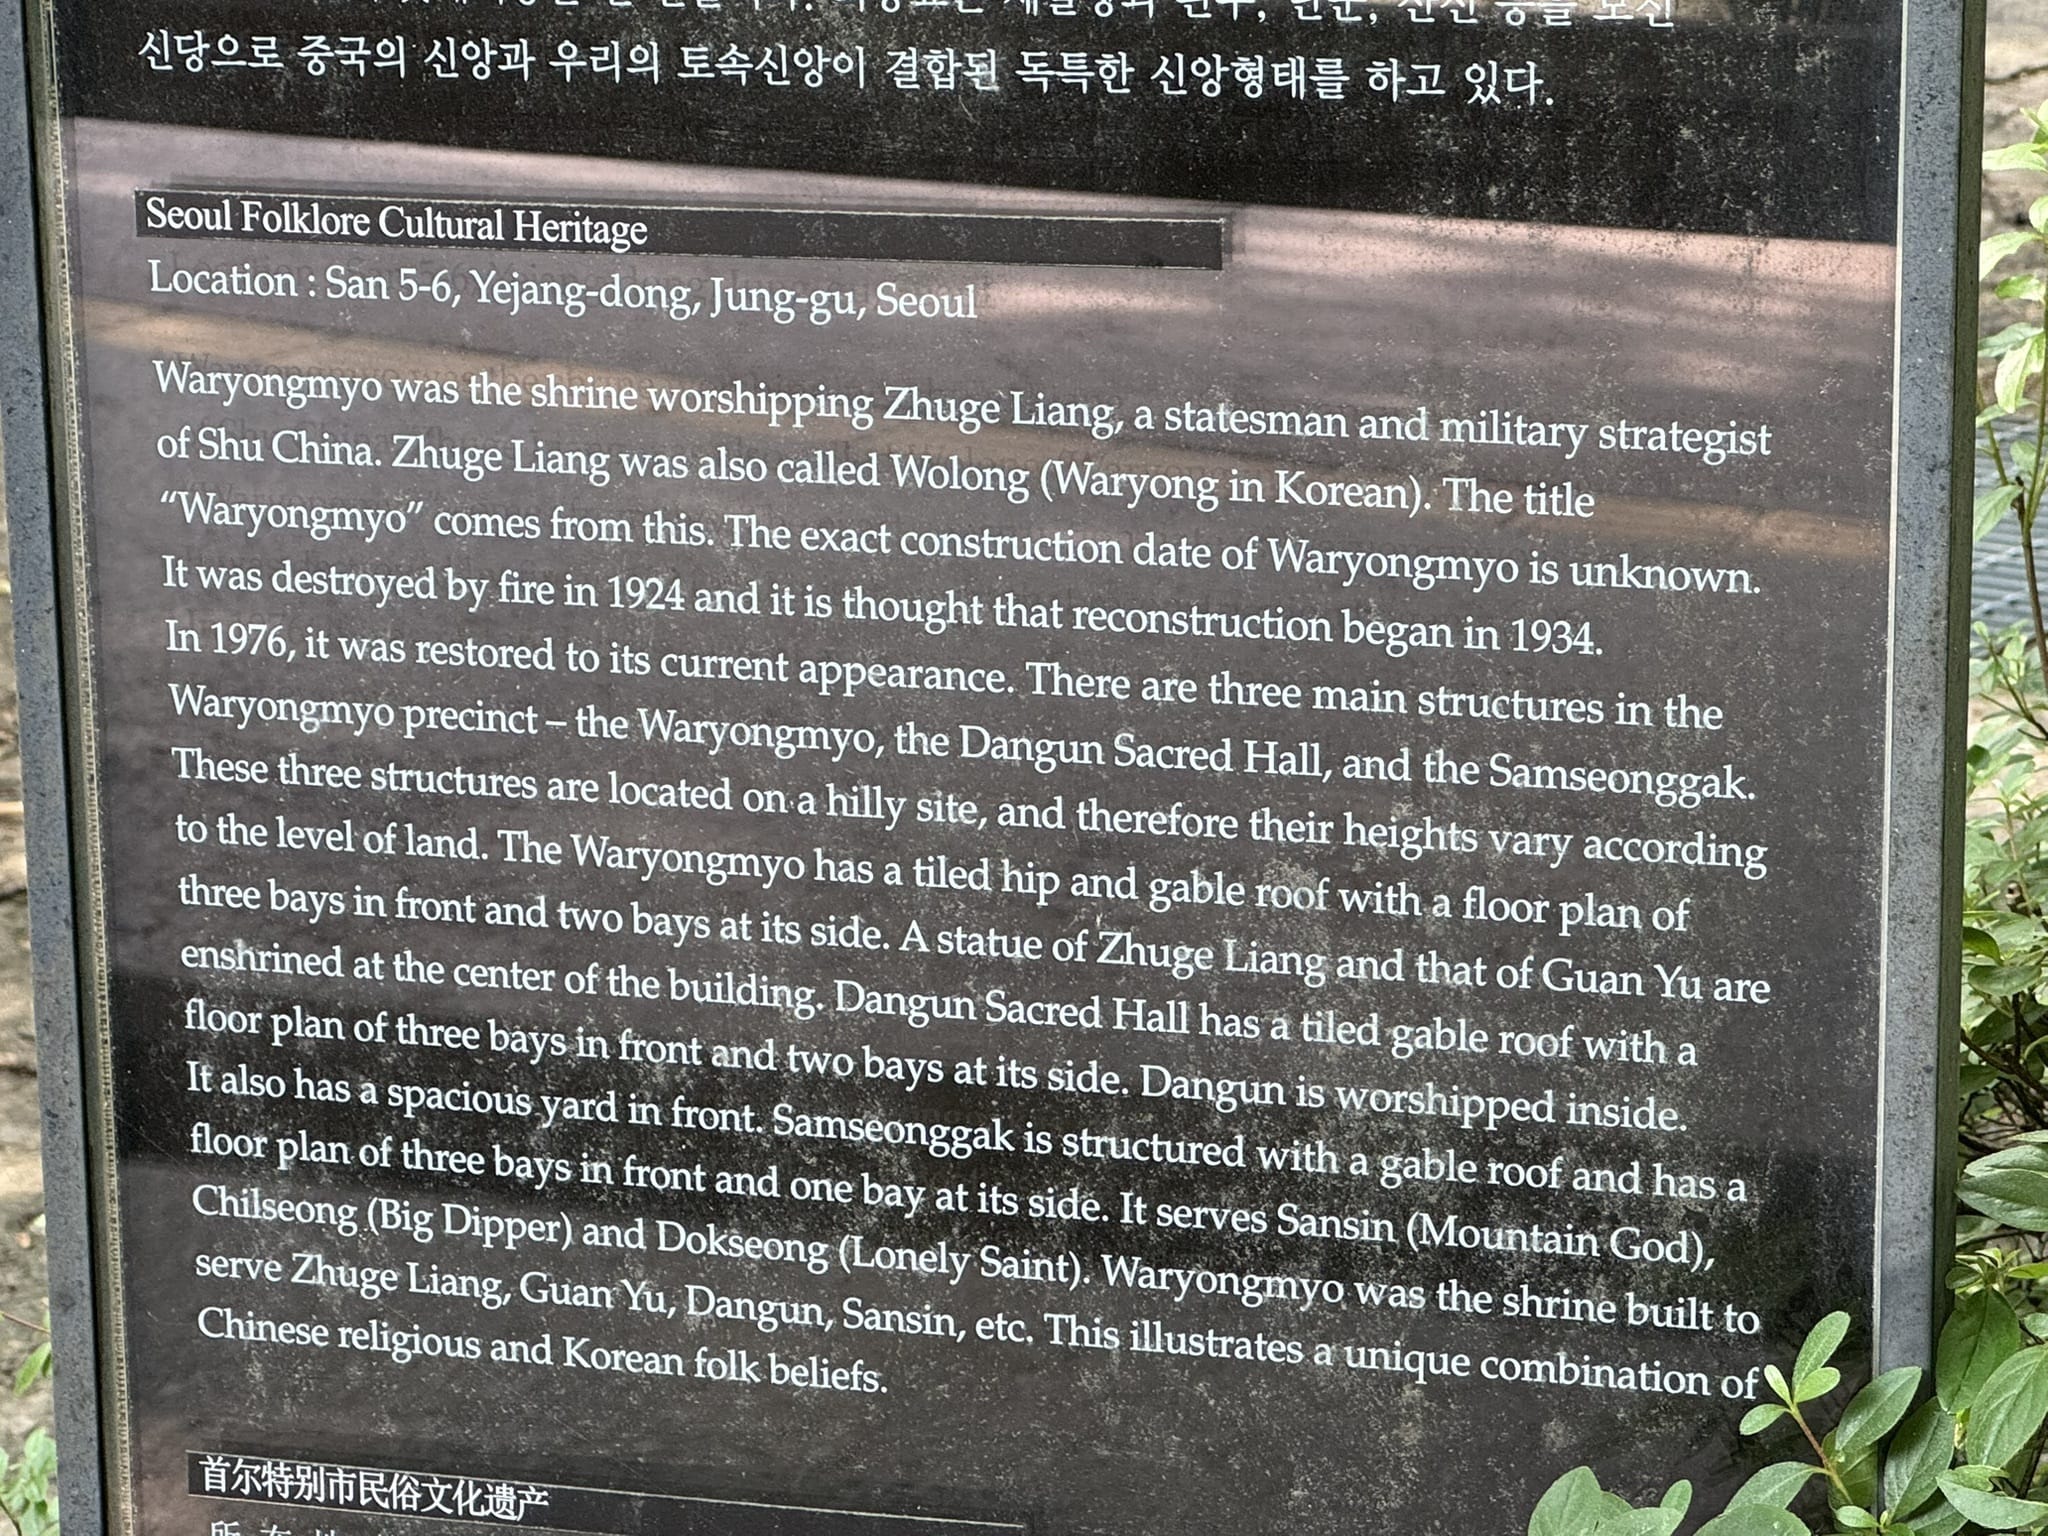 신당으로 중국의 신앙과 우리의 토속신앙이 결합된 독특한 신앙형태를 하고 있다.
Seoul Folklore Cultural Heritage
Location : San 5-6, Yejang-dong, Jung-gu, Seoul
Waryongmyo was the shrine worshipping Zhuge Liang, a statesman and military strategist
of Shu China. Zhuge Liang was also called Wolong (Waryong in Korean). The title
“Waryongmyo” comes from this. The exact construction date of Waryongmyo is unknown.
It was destroyed by fire in 1924 and it is thought that reconstruction began in 1934.
In 1976, it was restored to its current appearance. There are three main structures in the
Waryongmyo precinct – the Waryongmyo, the Dangun Sacred Hall, and the Samseonggak.
These three structures are located on a hilly site, and therefore their heights vary according
to the level of land. The Waryongmyo has a tiled hip and gable roof with a floor plan of
three bays in front and two bays at its side. A statue of Zhuge Liang and that of Guan Yu are
enshrined at the center of the building. Dangun Sacred Hall has a tiled gable roof with a
floor plan of three bays in front and two bays at its side. Dangun is worshipped inside.
It also has a spacious yard in front. Samseonggak is structured with a gable roof and has a
floor plan of three bays in front and one bay at its side. It serves Sansin (Mountain God),
Chilseong (Big Dipper) and Dokseong (Lonely Saint). Waryongmyo was the shrine built to
serve Zhuge Liang, Guan Yu, Dangun, Sansin, etc. This illustrates a unique combination of
Chinese religious and Korean folk beliefs.
首尔特别市民俗文化遗产